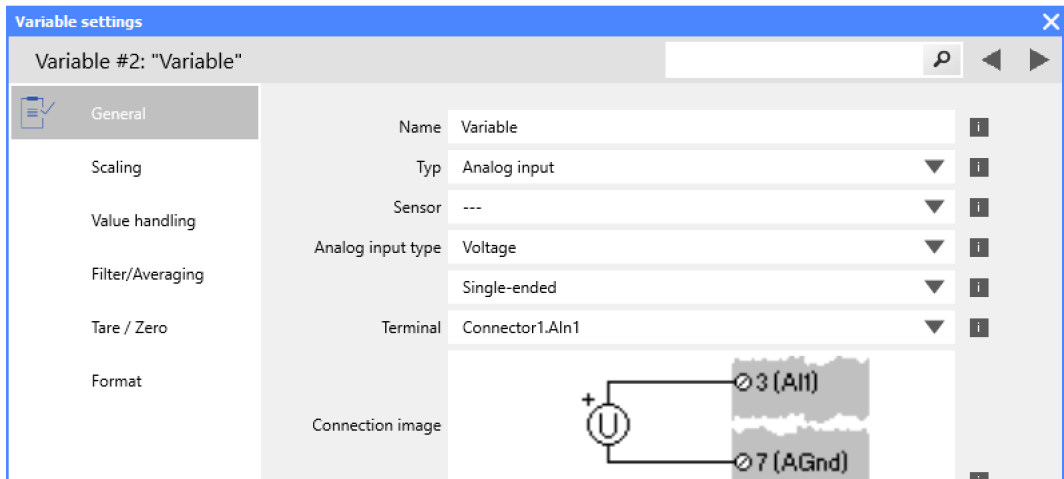 Variable settings
Variable #2: "Variable"
General
Scaling
Value handling
Filter/Averaging
Tare / Zero
Format
Name Variable
Typ Analog input
Sensor ---
Analog input type Voltage
Single-ended
Terminal Connector1.AIn1
Connection image
+
U
3 (AI1)
7 (AGnd)